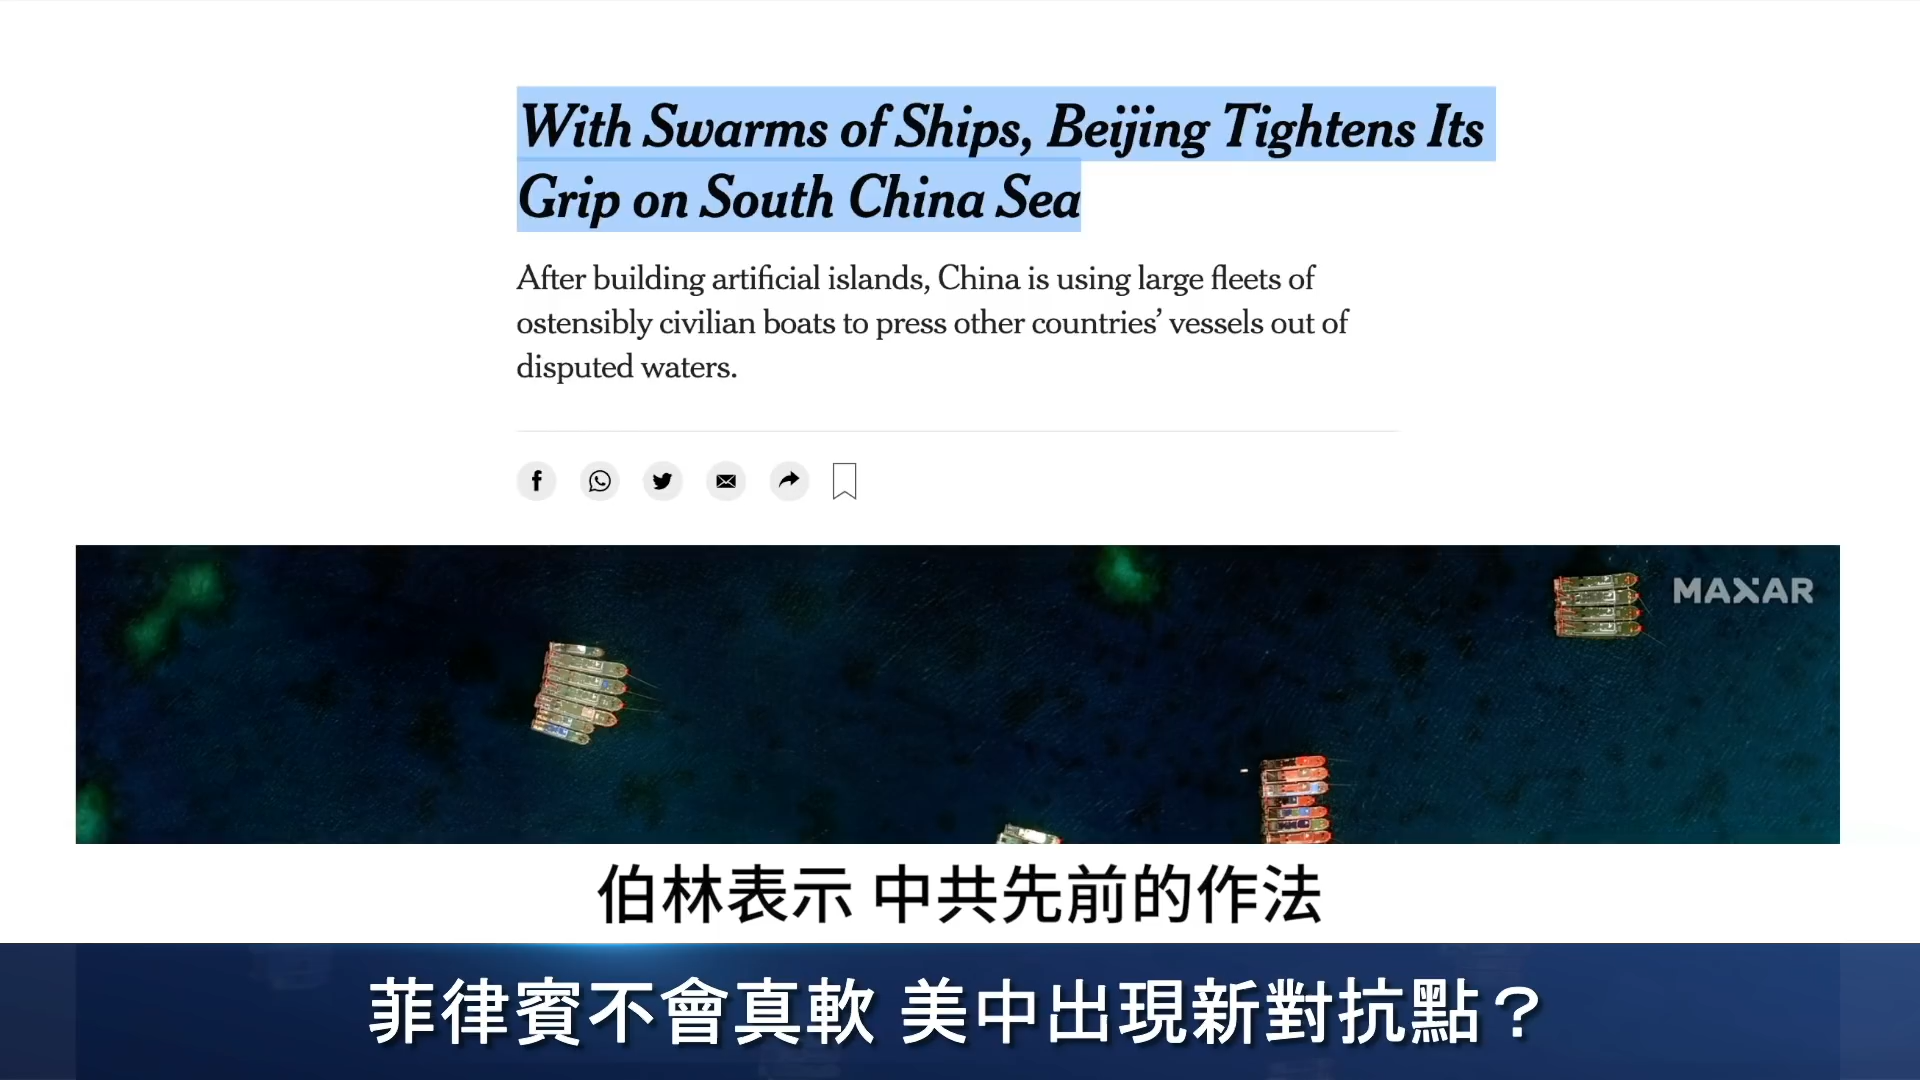 With Swarms of Ships, Beijing Tightens Its
Grip on South China Sea
After building artificial islands, China is using large fleets of
ostensibly civilian boats to press other countries’ vessels out of
disputed waters.
MAXAR
伯林表示 中共先前的作法
菲律賓不會真軟 美中出現新對抗點？